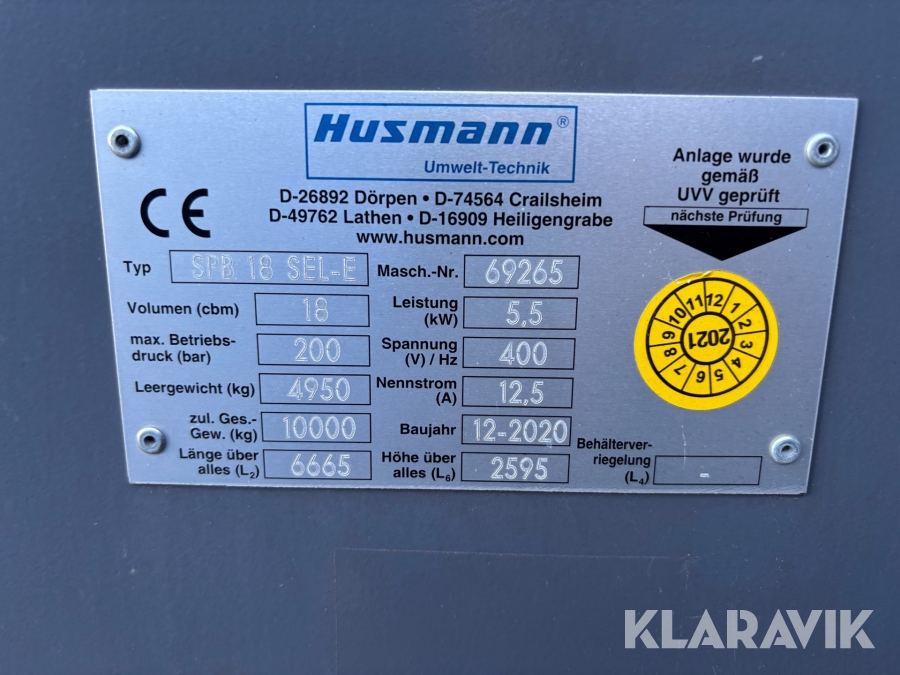 Husmann®
Umwelt-Technik
D-26892 Dörpen • D-74564 Crailsheim
D-49762 Lathen • D-16909 Heiligengrabe
www.husmann.com
CE
Anlage wurde
gemäß
UVV geprüft
nächste Prüfung
Typ SPB 18 SEL-E
Masch.-Nr. 69265
Volumen (cbm) 18
Leistung
(kW) 5,5
max. Betriebs-
druck (bar) 200
Spannung
(V) / Hz 400
Leergewicht (kg) 4950
Nennstrom
(A) 12,5
zul. Ges.-
Gew. (kg) 10000
Baujahr 12-2020
Länge über
alles (L2) 6665
Höhe über
alles (L6) 2595
Behälterver-
riegelung
(L4) -
2021
1 2 3 4 5 6 7 8 9 10 11 12
KLARAVIK